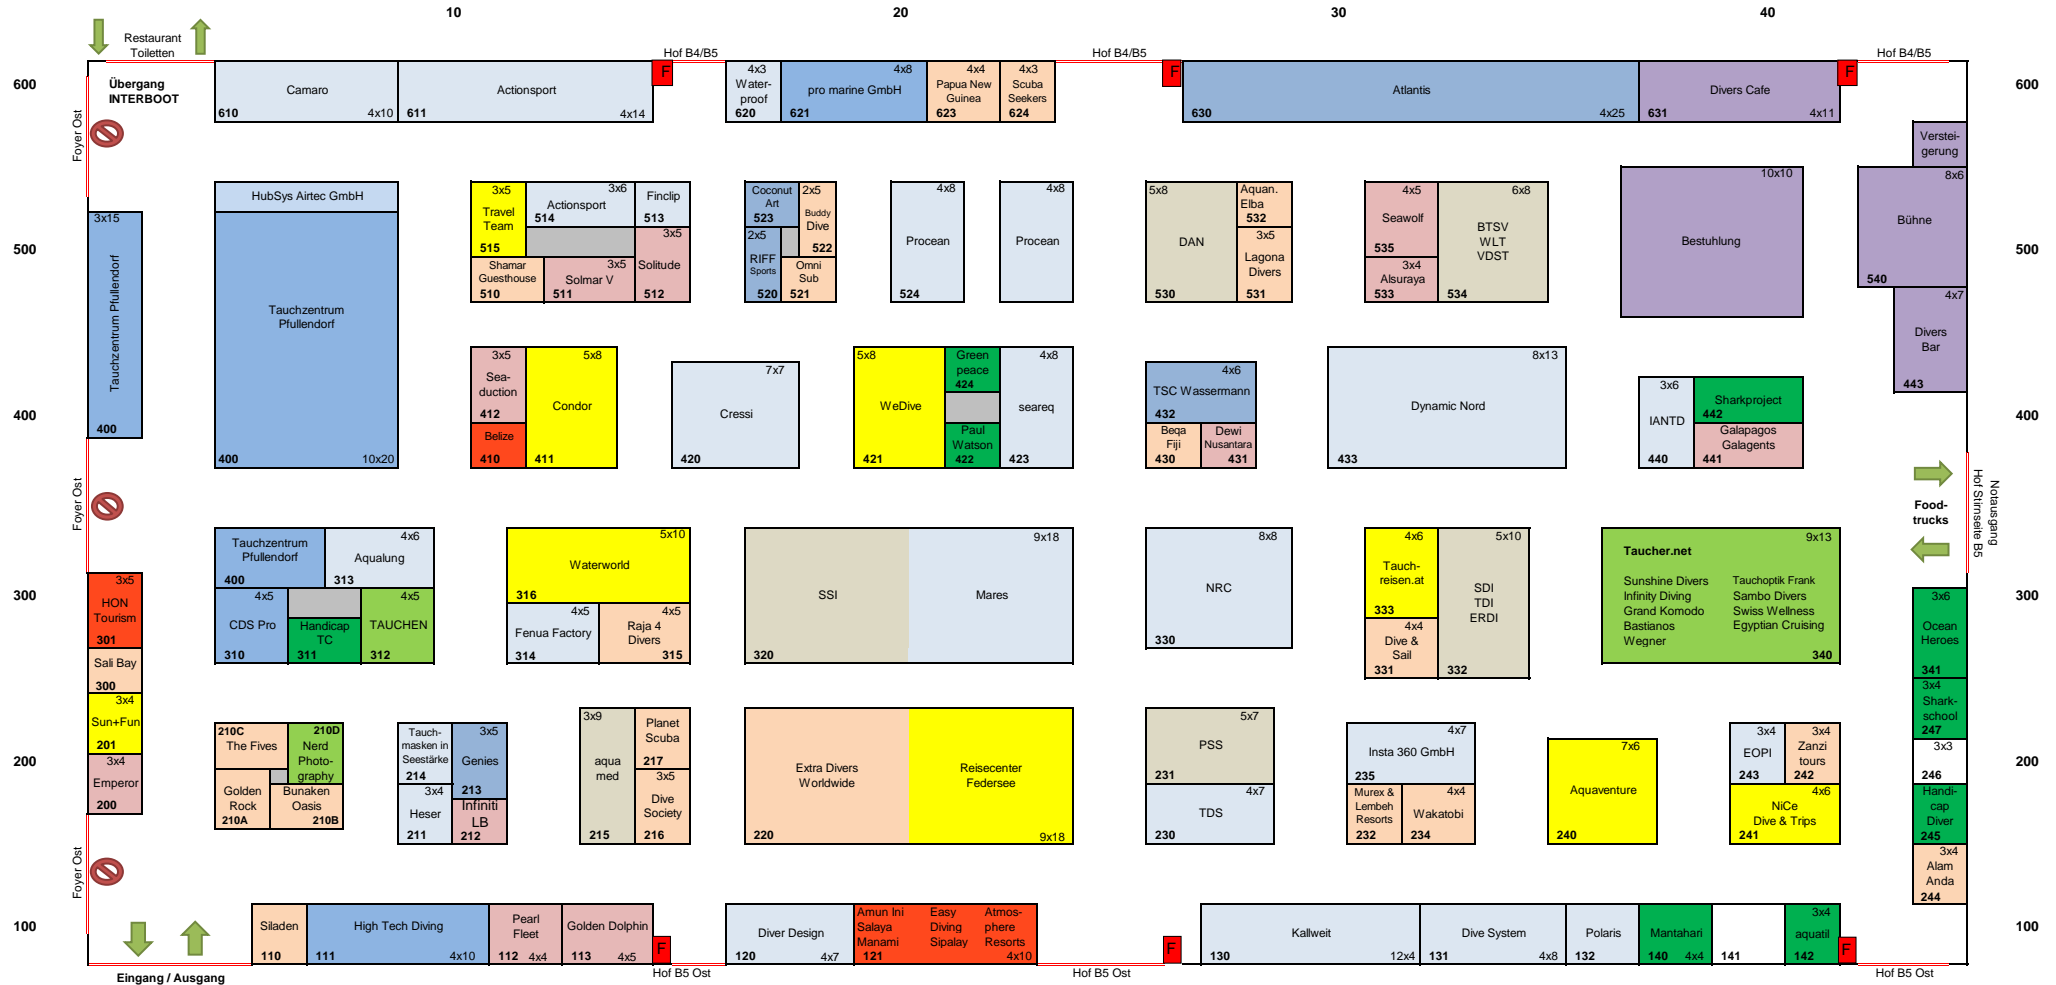 10
20
30
40
Restaurant
Toiletten
Hof B4/B5
Hof B4/B5
Hof B4/B5
600
Übergang
INTERBOOT
Foyer Ost
Camaro
610
4x10
Actionsport
611
4x14
F
4x3
Water-
proof
620
4x8
pro marine GmbH
621
4x4
Papua New
Guinea
623
4x3
Scuba
Seekers
624
F
Atlantis
630
4x25
Divers Cafe
631
4x11
F
600
Verstei-
gerung
500
3x15
Tauchzentrum Pfullendorf
400
HubSys Airtec GmbH
Tauchzentrum
Pfullendorf
400
10x20
3x5
Travel
Team
515
3x6
Actionsport
514
Finclip
513
Shamar
Guesthouse
510
3x5
Solmar V
511
3x5
Solitude
512
Coconut
Art
523
2x5
Buddy
Dive
522
2x5
RIFF
Sports
520
Omni
Sub
521
4x8
Procean
524
4x8
Procean
5x8
DAN
530
Aquan.
Elba
532
3x5
Lagona
Divers
531
4x5
Seawolf
535
3x4
Alsuraya
533
6x8
BTSV
WLT
VDST
534
10x10
Bestuhlung
8x6
Bühne
540
500
4x7
Divers
Bar
443
400
3x5
Sea-
duction
412
Belize
410
5x8
Condor
411
7x7
Cressi
420
5x8
WeDive
421
Green
peace
424
Paul
Watson
422
4x8
seareq
423
4x6
TSC Wassermann
432
Beqa
Fiji
430
Dewi
Nusantara
431
8x13
Dynamic Nord
433
3x6
IANTD
440
Sharkproject
442
Galapagos
Galagents
441
400
Foyer Ost
Food-
trucks
Notausgang
Hof Stirnseite B5
300
3x5
HON
Tourism
301
Sali Bay
300
3x4
Sun+Fun
201
3x4
Emperor
200
Tauchzentrum
Pfullendorf
400
4x6
Aqualung
313
4x5
CDS Pro
310
Handicap
TC
311
4x5
TAUCHEN
312
5x10
Waterworld
316
4x5
Fenua Factory
314
4x5
Raja 4
Divers
315
SSI
320
9x18
Mares
8x8
NRC
330
4x6
Tauch-
reisen.at
333
4x4
Dive &
Sail
331
5x10
SDI
TDI
ERDI
332
Taucher.net
9x13
Sunshine Divers
Infinity Diving
Grand Komodo
Bastianos
Wegner
Tauchoptik Frank
Sambo Divers
Swiss Wellness
Egyptian Cruising
340
3x6
Ocean
Heroes
341
300
200
210C
The Fives
210D
Nerd
Photo-
graphy
Golden
Rock
210A
Bunaken
Oasis
210B
Tauch-
masken in
Seestärke
214
3x5
Genies
213
3x4
Heser
211
Infiniti
LB
212
3x9
aqua
med
215
Planet
Scuba
217
3x5
Dive
Society
216
Extra Divers
Worldwide
220
Reisecenter
Federsee
9x18
5x7
PSS
231
4x7
TDS
230
4x7
Insta 360 GmbH
235
Murex &
Lembeh
Resorts
232
4x4
Wakatobi
234
7x6
Aquaventure
240
3x4
EOPI
243
3x4
Zanzi
tours
242
4x6
NiCe
Dive & Trips
241
3x4
Shark-
school
247
3x3
246
Handi-
cap
Diver
245
3x4
Alam
Anda
244
200
Foyer Ost
100
Eingang / Ausgang
Siladen
110
High Tech Diving
111
4x10
Pearl
Fleet
112
4x4
Golden Dolphin
113
4x5
F
Hof B5 Ost
Diver Design
120
4x7
Amun Ini
Salaya
Manami
121
Easy
Diving
Sipalay
Atmos-
phere
Resorts
4x10
Hof B5 Ost
F
Kallweit
130
12x4
Dive System
131
4x8
Polaris
132
Mantahari
140
4x4
141
3x4
aquatil
142
F
Hof B5 Ost
100